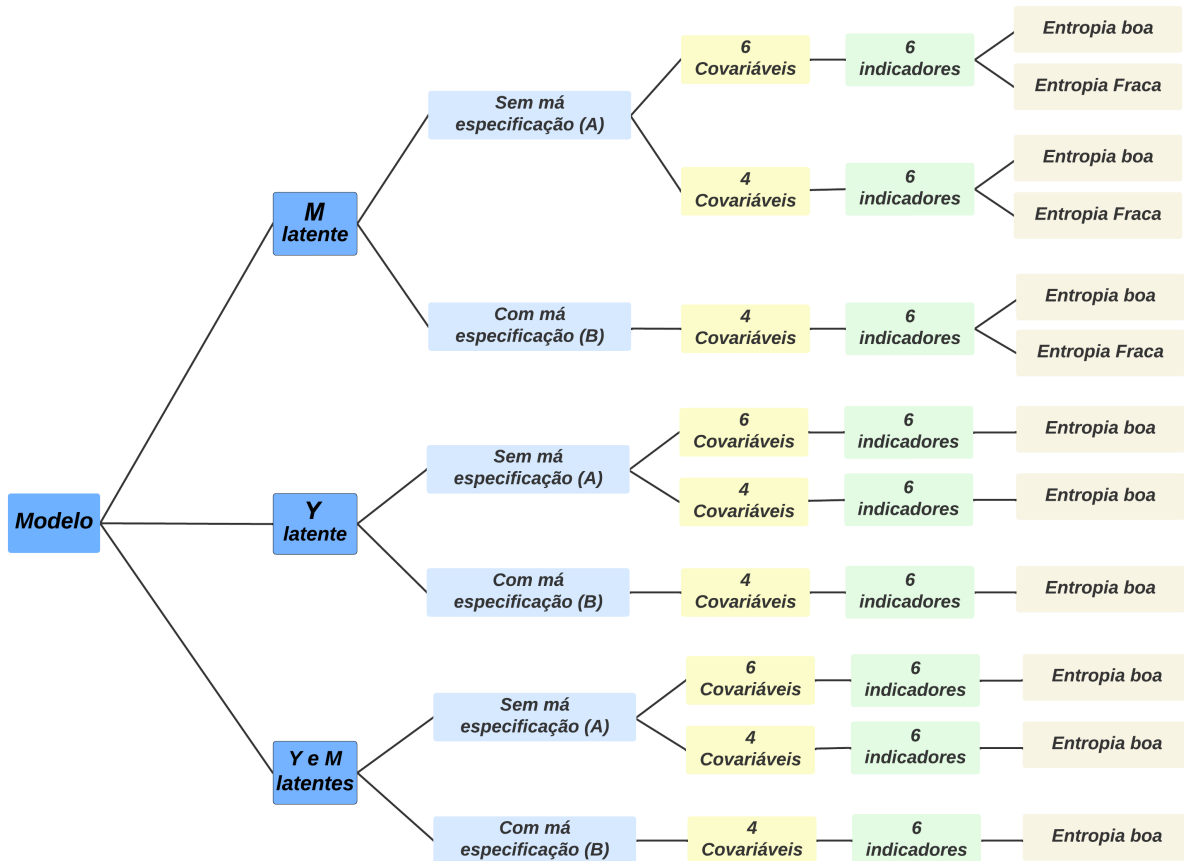 Modelo
M
latente
Sem má
especificação (A)
6
Covariáveis
6
indicadores
Entropia boa
Entropia Fraca
4
Covariáveis
6
indicadores
Entropia boa
Entropia Fraca
Com má
especificação (B)
4
Covariáveis
6
indicadores
Entropia boa
Entropia Fraca
Y
latente
Sem má
especificação (A)
6
Covariáveis
6
indicadores
Entropia boa
4
Covariáveis
6
indicadores
Entropia boa
Com má
especificação (B)
4
Covariáveis
6
indicadores
Entropia boa
Y e M
latentes
Sem má
especificação (A)
6
Covariáveis
6
indicadores
Entropia boa
4
Covariáveis
6
indicadores
Entropia boa
Com má
especificação (B)
4
Covariáveis
6
indicadores
Entropia boa